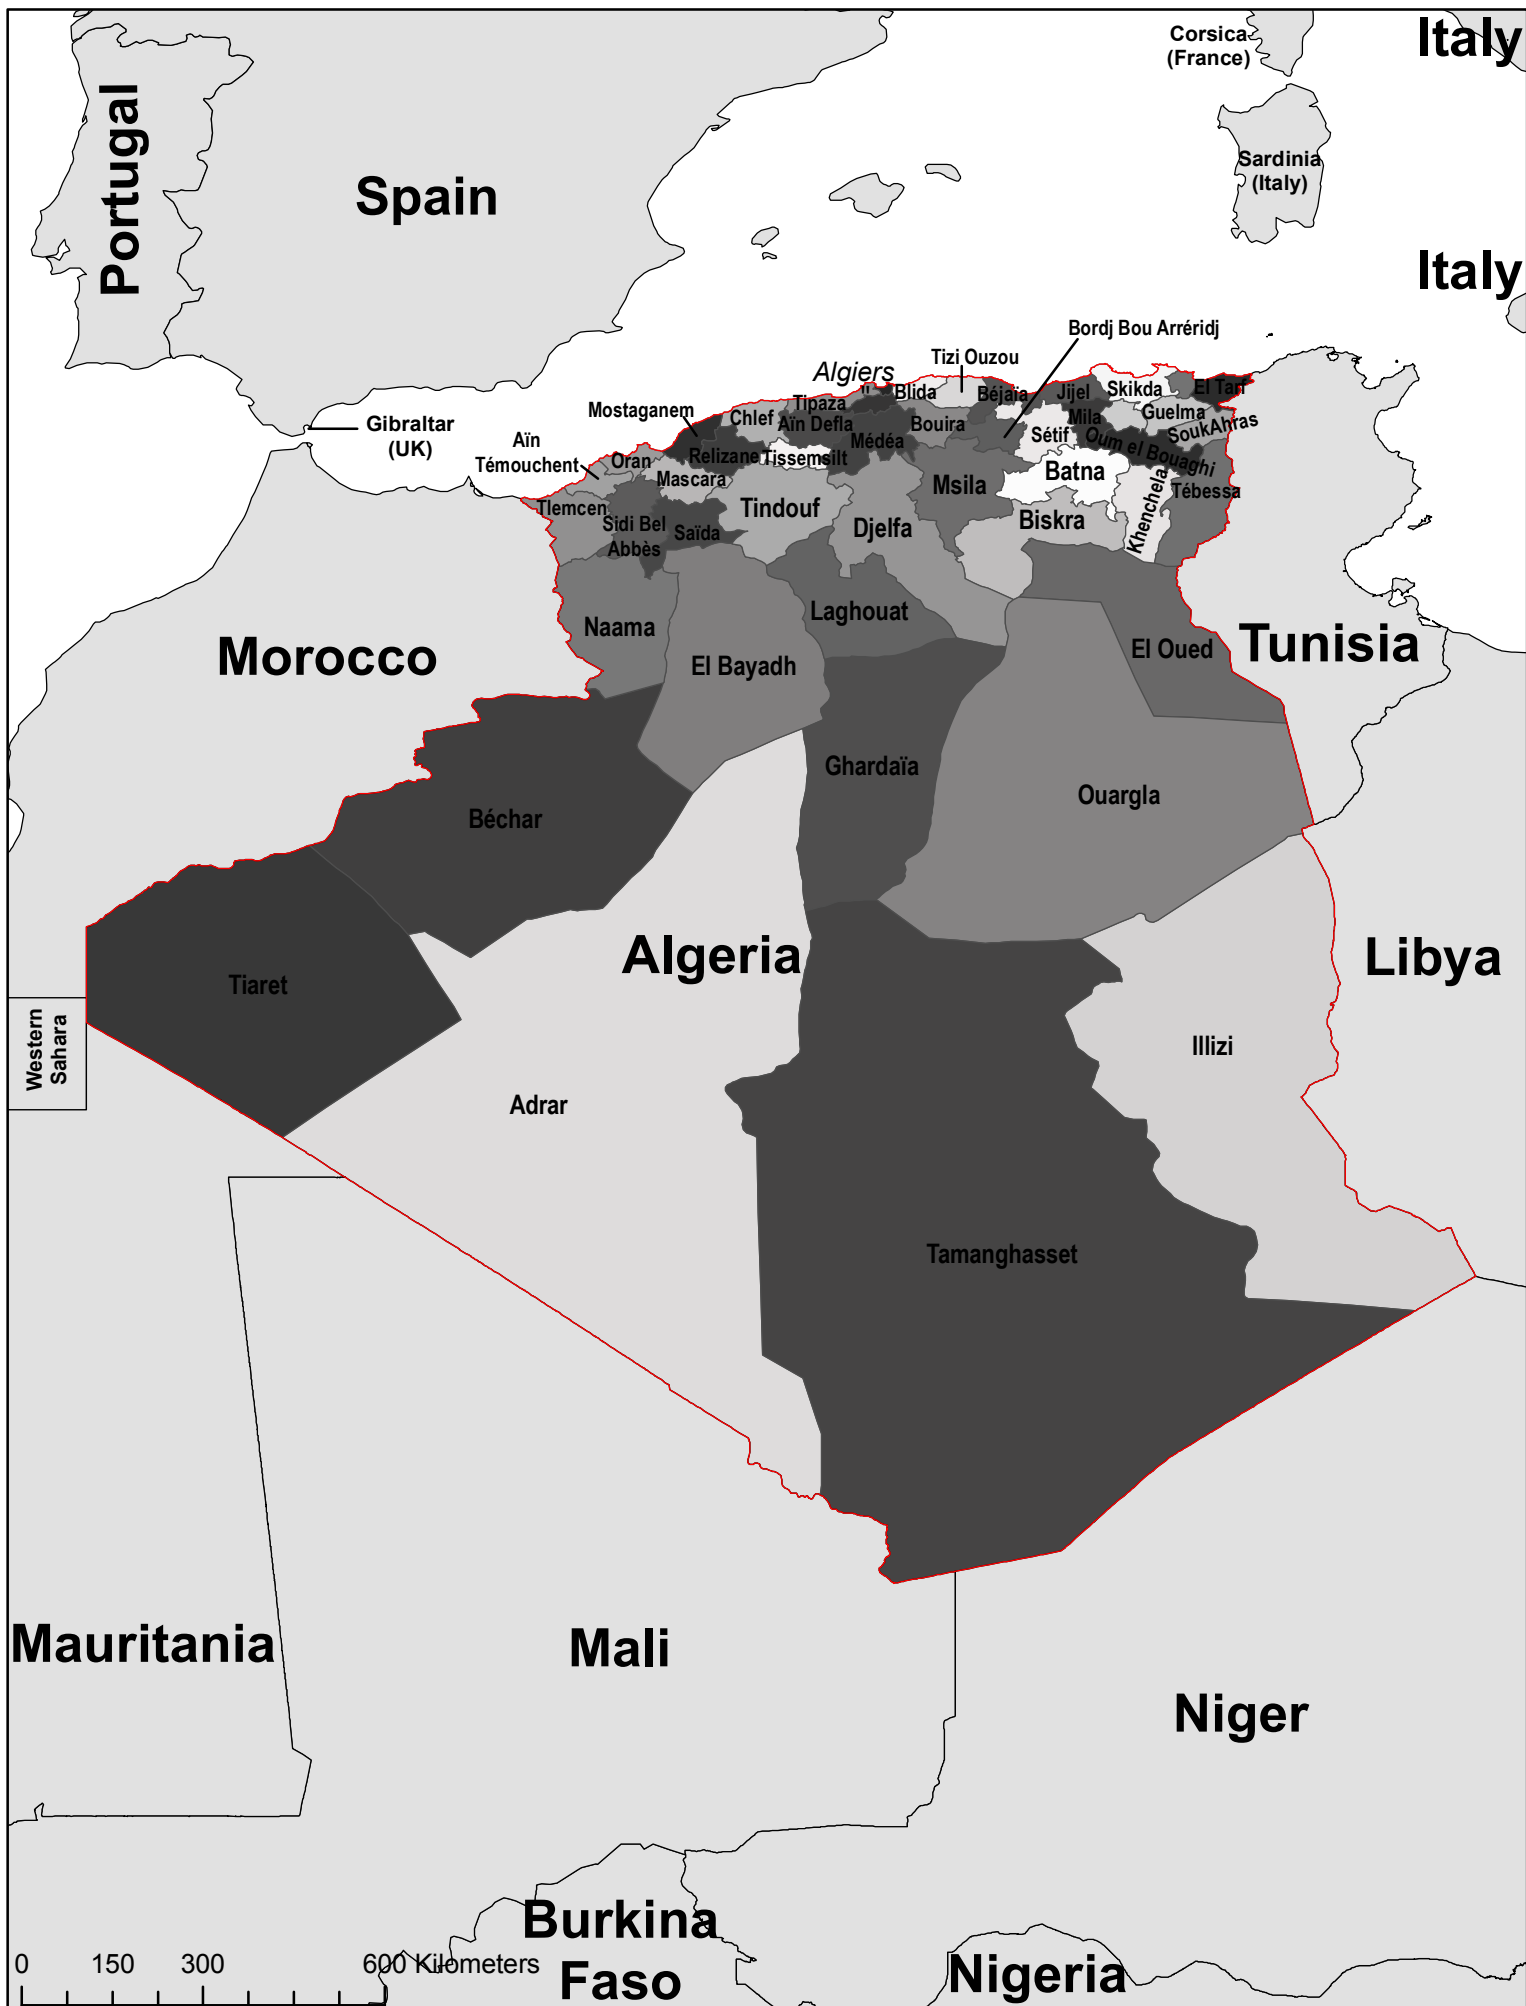 Corsica
(France)
Italy
Portugal
Spain
Sardinia
(Italy)
Italy
Bordj Bou Arréridj
Tizi Ouzou
Algiers
Mostaganem
Chlef
Tipaza
Blida
Béjaïa
Jijel
Skikda
El Tarf
Gibraltar
(UK)
Aïn
Témouchent
Oran
Relizane
Aïn Defla
Tissemsilt
Médéa
Bouira
Sétif
Mila
Guelma
SoukAhras
Oum el Bouaghi
Mascara
Tlemcen
Sidi Bel
Abbès
Saïda
Tindouf
Djelfa
Msila
Batna
Biskra
Khenchela
Tébessa
Naama
El Bayadh
Laghouat
El Oued
Morocco
Tunisia
Ghardaïa
Ouargla
Béchar
Tiaret
Algeria
Libya
Western
Sahara
Adrar
Illizi
Tamanghasset
Mauritania
Mali
Niger
Burkina
Faso
Nigeria
0 150 300 600 Kilometers